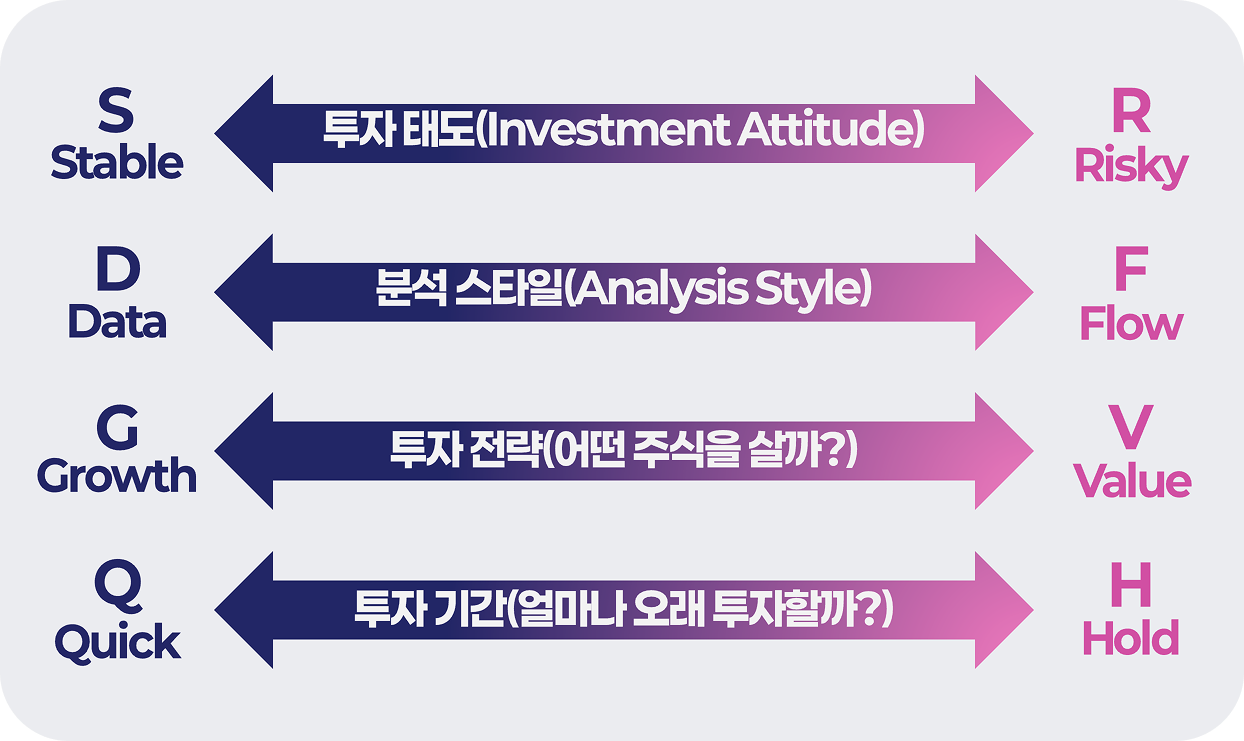 S
Stable
투자 태도(Investment Attitude)
R
Risky
D
Data
분석 스타일(Analysis Style)
F
Flow
G
Growth
투자 전략(어떤 주식을 살까?)
V
Value
Q
Quick
투자 기간(얼마나 오래 투자할까?)
H
Hold